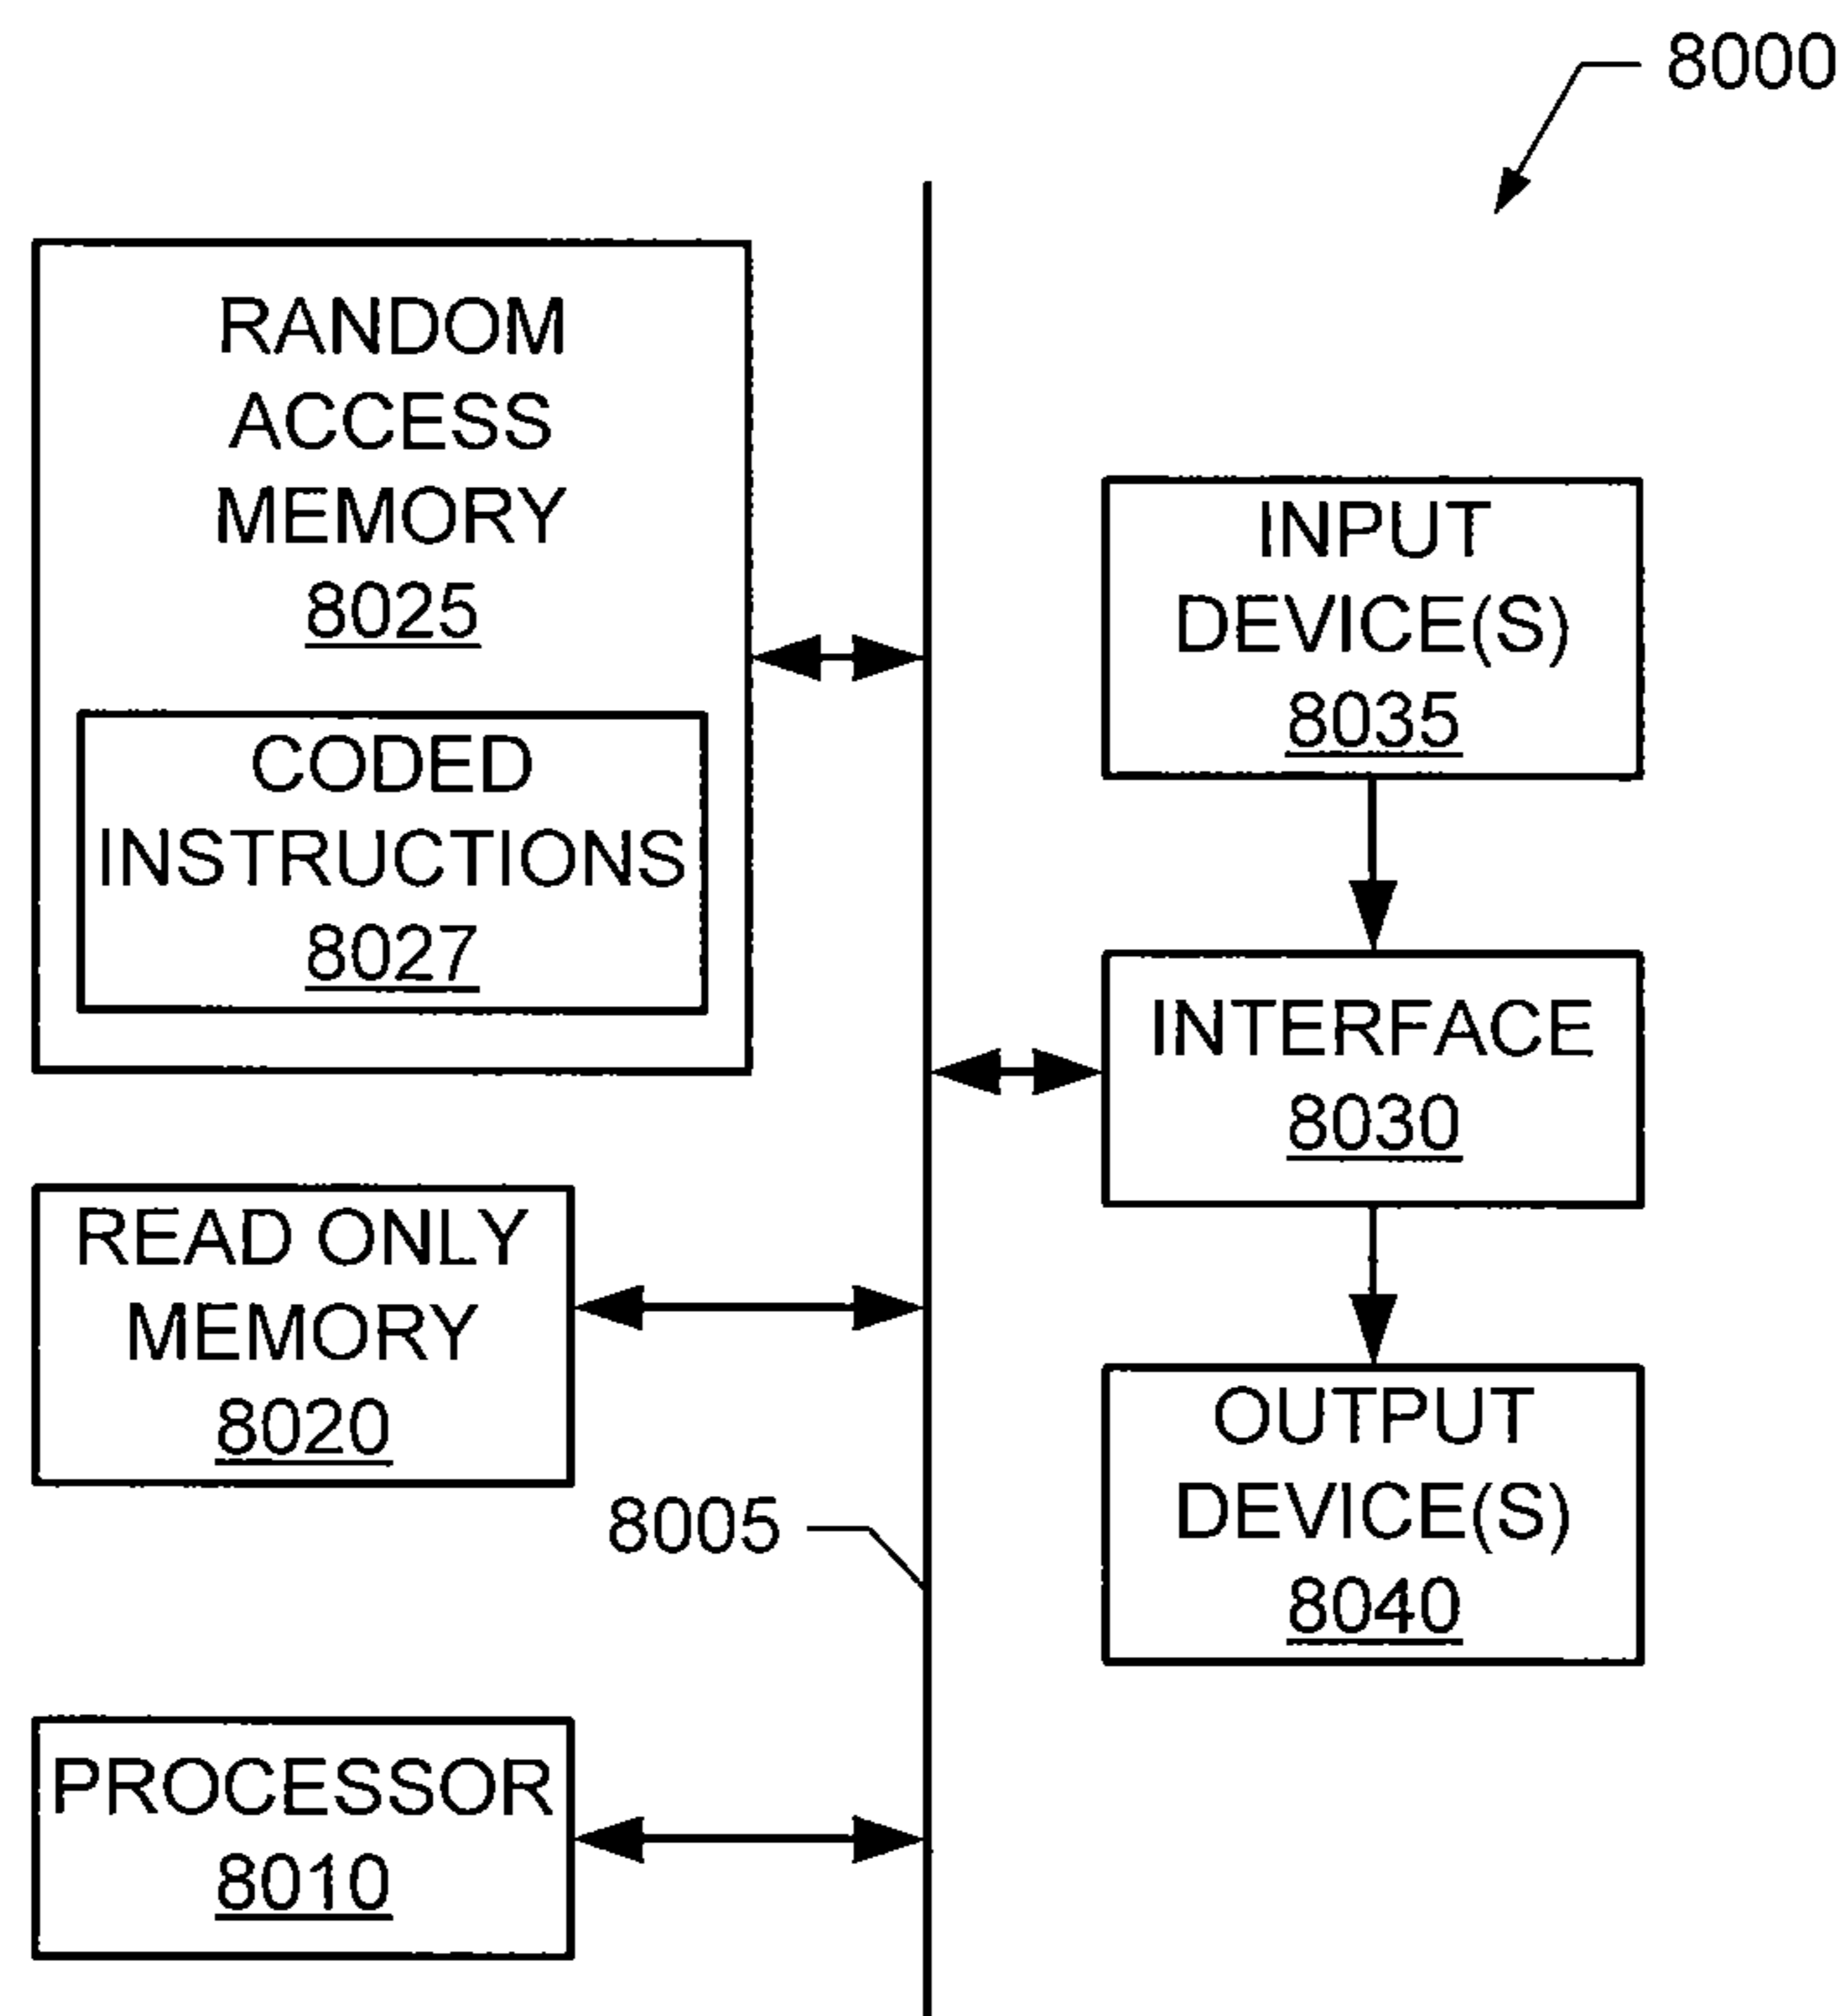 8000
RANDOM
ACCESS
MEMORY
8025
CODED
INSTRUCTIONS
8027
READ ONLY
MEMORY
8020
8005
PROCESSOR
8010
INPUT
DEVICE(S)
8035
INTERFACE
8030
OUTPUT
DEVICE(S)
8040